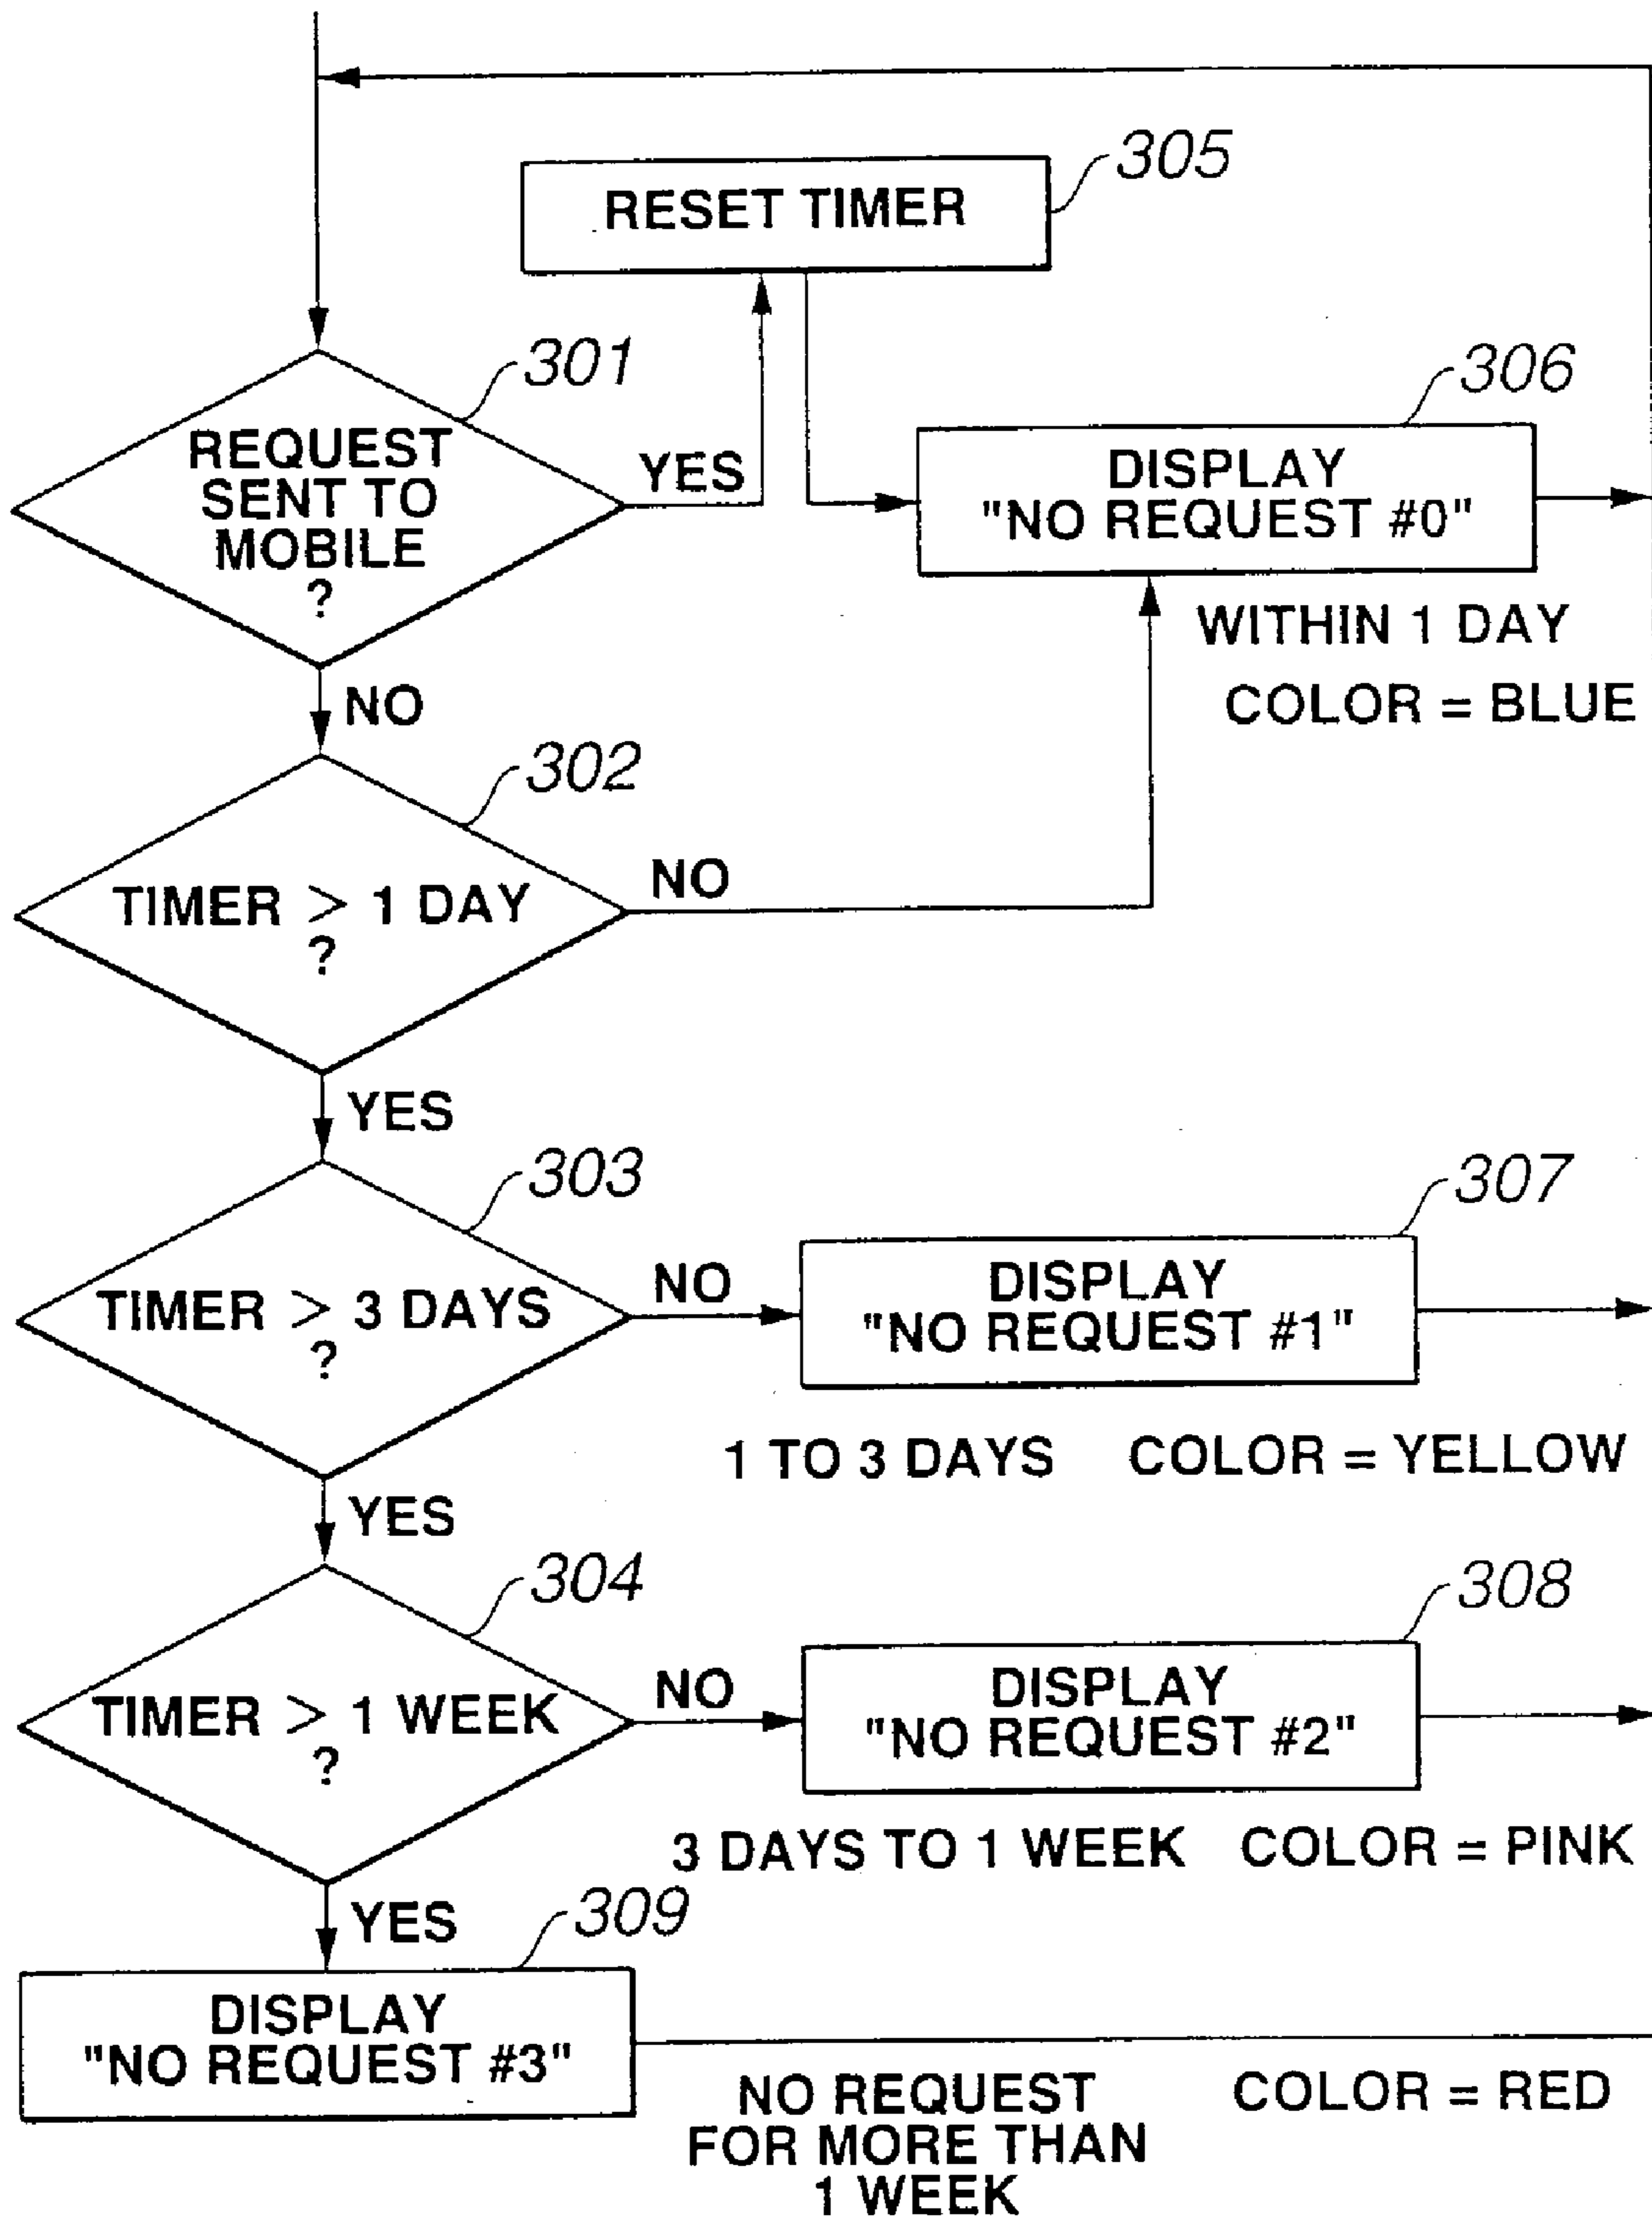 305
RESET TIMER
301
306
REQUEST
SENT TO
MOBILE
?
YES
DISPLAY
"NO REQUEST #0"
WITHIN 1 DAY
COLOR = BLUE
NO
302
TIMER > 1 DAY
?
NO
YES
303
307
TIMER > 3 DAYS
?
NO
DISPLAY
"NO REQUEST #1"
1 TO 3 DAYS COLOR = YELLOW
YES
304
308
TIMER > 1 WEEK
?
NO
DISPLAY
"NO REQUEST #2"
3 DAYS TO 1 WEEK COLOR = PINK
YES
309
DISPLAY
"NO REQUEST #3"
NO REQUEST
FOR MORE THAN
1 WEEK
COLOR = RED